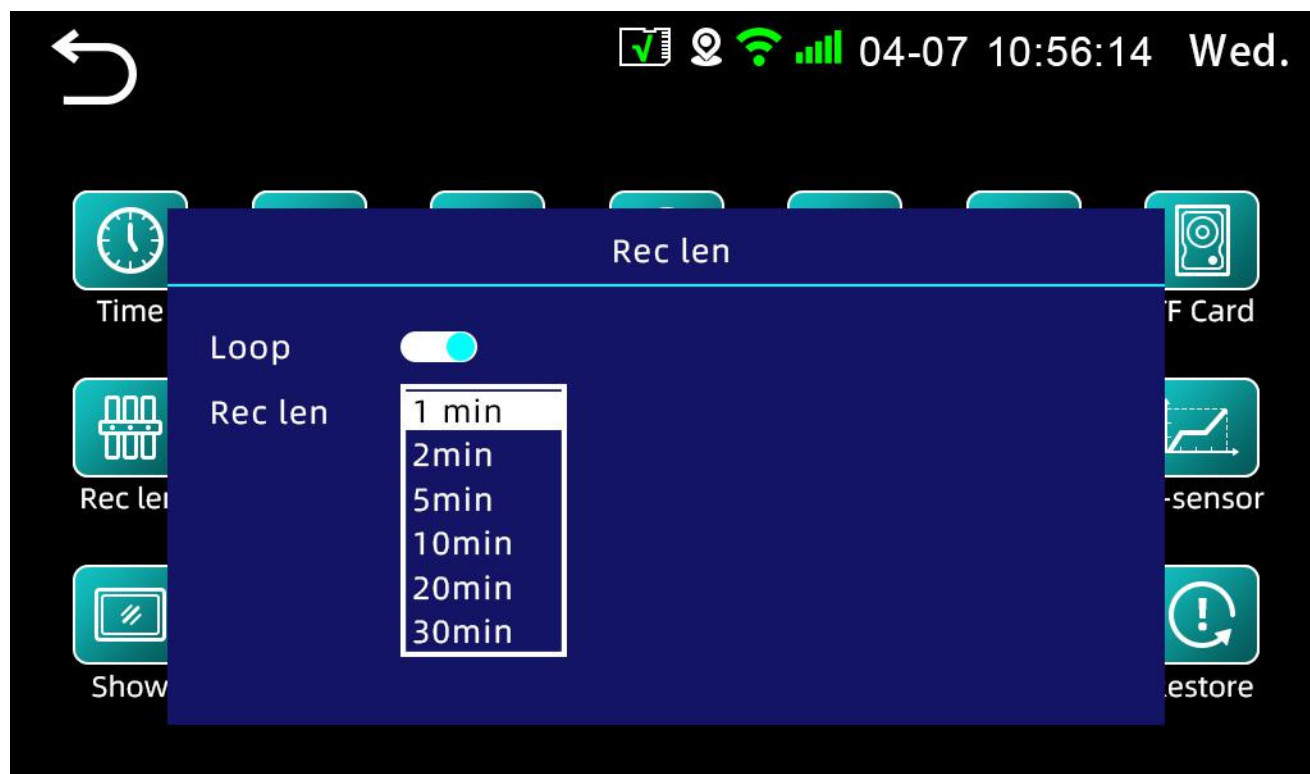 04-07 10:56:14 Wed.
Rec len
Time
F Card
Loop
Rec len
1 min
2min
5min
10min
20min
30min
Rec len
-sensor
Show
estore